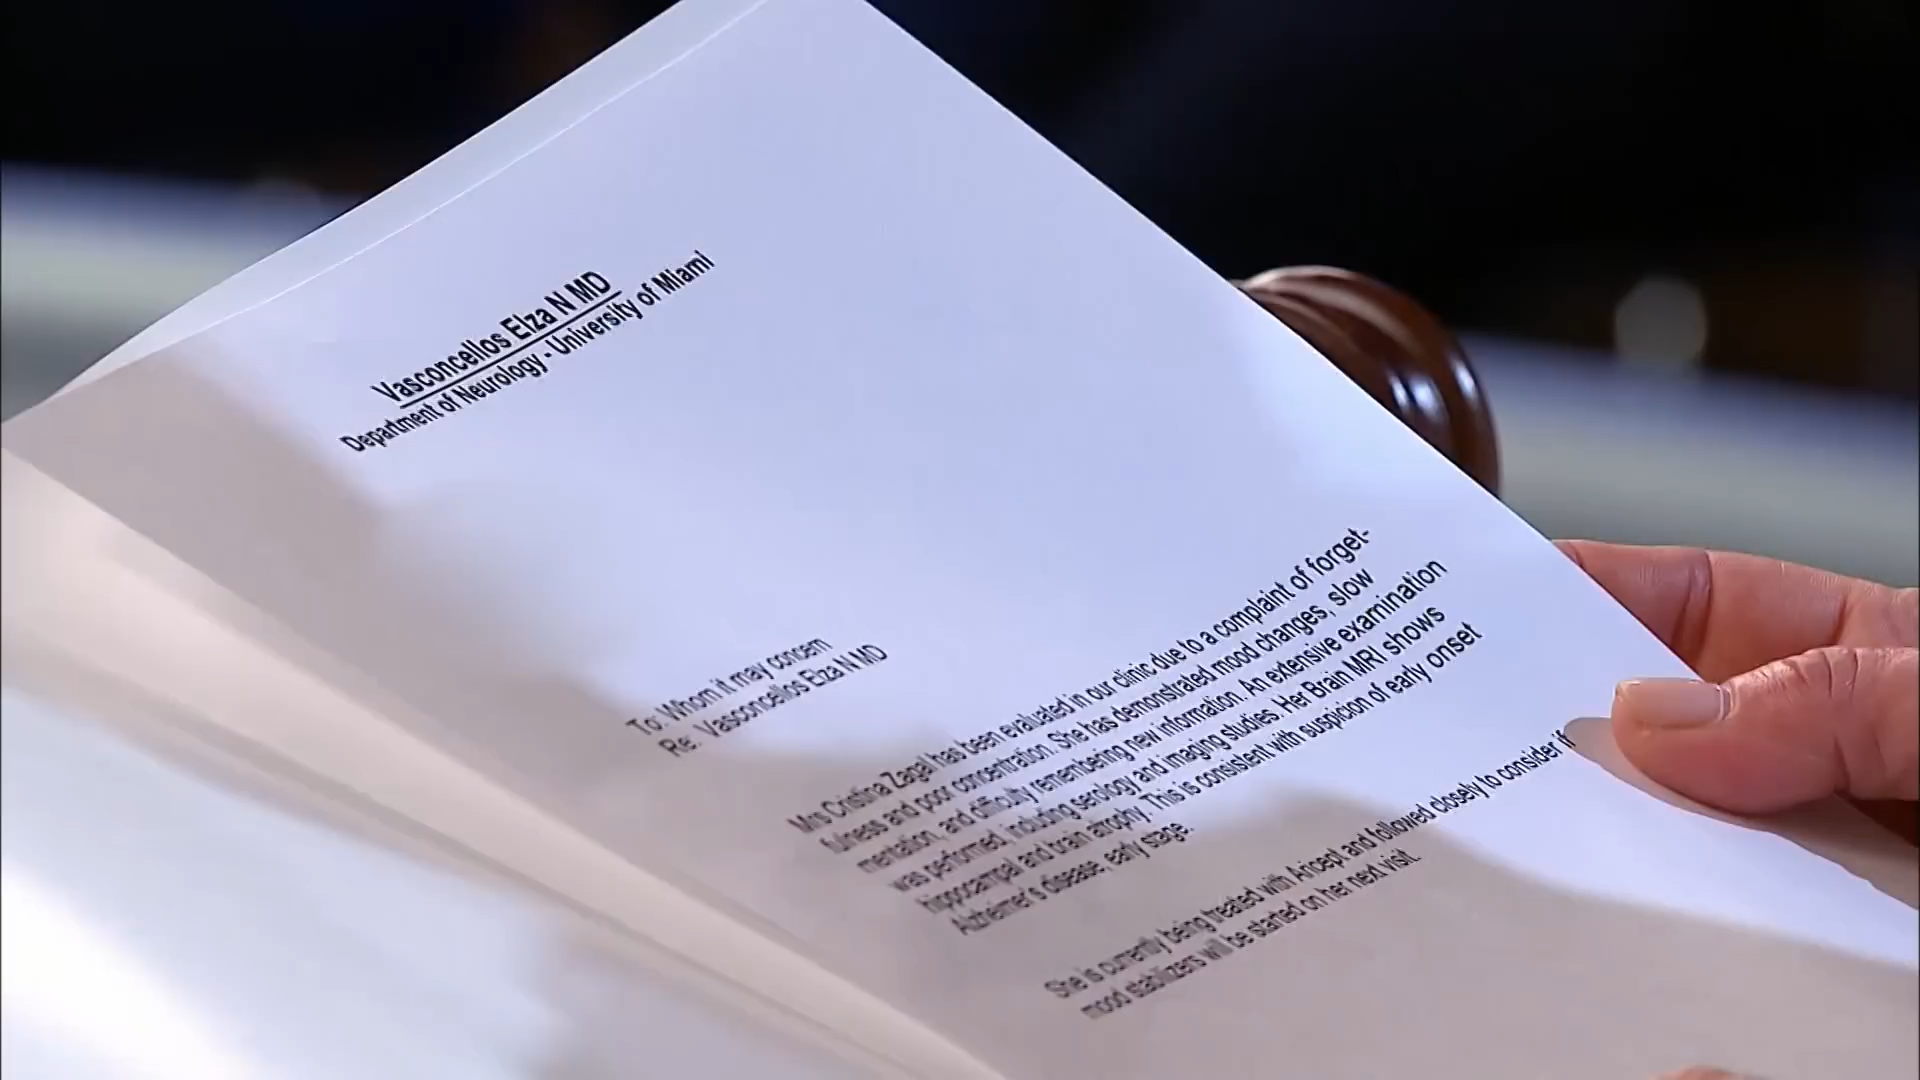 Vasconcellos Elza N MD
Department of Neurology - University of Miami
To: Whom it may concern
Re: Vasconcellos Elza N MD
Mrs Cristina Zagal has been evaluated in our clinic due to a complaint of forget-
fulness and poor concentration. She has demonstrated mood changes, slow
mentation, and difficulty remembering new information. An extensive examination
was performed, including serology and imaging studies. Her Brain MRI shows
hippocampal and brain atrophy. This is consistent with suspicion of early onset
Alzheimer's disease, early stage.
She is currently being treated with Aricept and followed closely to consider if
mood stabilizers will be started on her next visit.